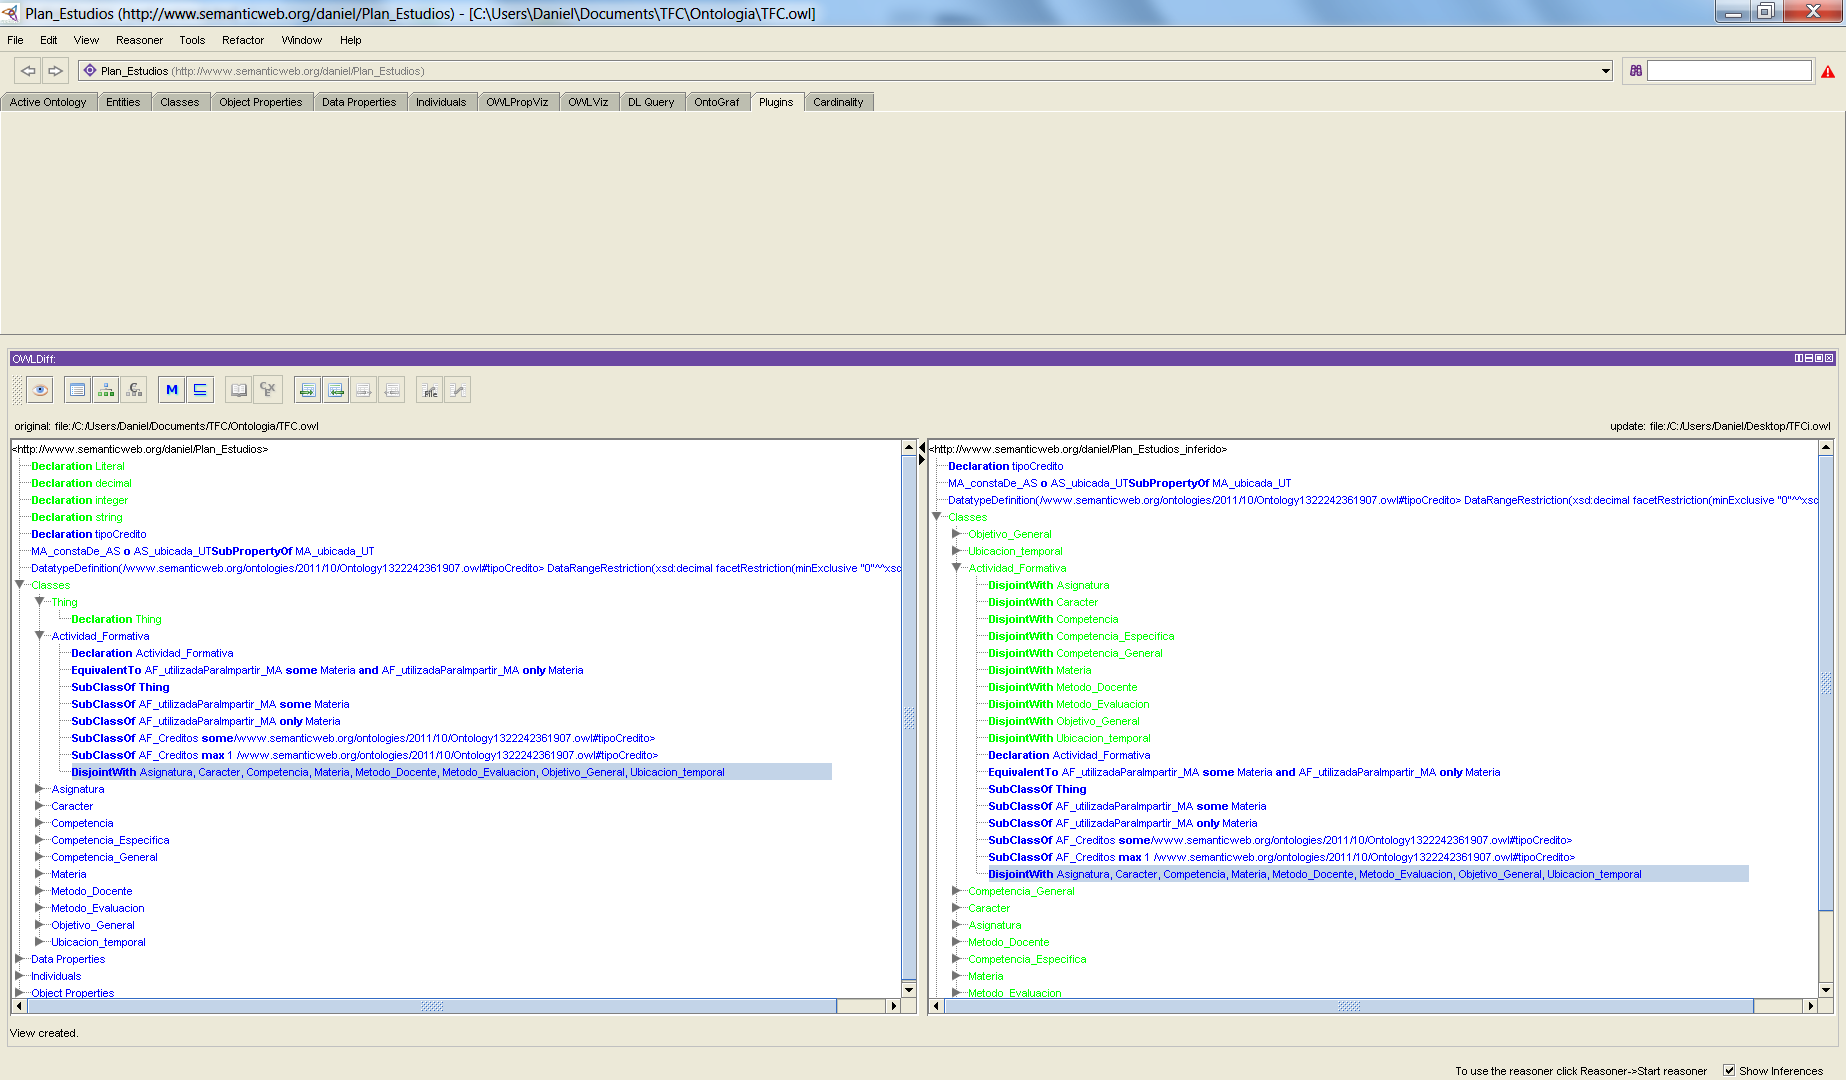 Plan_Estudios (http://www.semanticweb.org/daniel/Plan_Estudios) - [C:\Users\Daniel\Documents\TFC\Ontologia\TFC.owl]
File Edit View Reasoner Tools Refactor Window Help
Plan_Estudios (http://www.semanticweb.org/daniel/Plan_Estudios)
Active Ontology Entities Classes Object Properties Data Properties Individuals OWLPropViz OWLViz DL Query OntoGraf Plugins Cardinality
OWLDiff:
original: file:/C:/Users/Daniel/Documents/TFC/Ontologia/TFC.owl
update: file:/C:/Users/Daniel/Desktop/TFCi.owl
<http://www.semanticweb.org/daniel/Plan_Estudios>
Declaration Literal
Declaration decimal
Declaration integer
Declaration string
Declaration tipoCredito
MA_constaDe_AS o AS_ubicada_UTSubPropertyOf MA_ubicada_UT
DatatypeDefinition(/www.semanticweb.org/ontologies/2011/10/Ontology1322242361907.owl#tipoCredito> DataRangeRestriction(xsd:decimal facetRestriction(minExclusive "0"^^xsc
Classes
Thing
Declaration Thing
Actividad_Formativa
Declaration Actividad_Formativa
EquivalentTo AF_utilizadaParaImpartir_MA some Materia and AF_utilizadaParaImpartir_MA only Materia
SubClassOf Thing
SubClassOf AF_utilizadaParaImpartir_MA some Materia
SubClassOf AF_utilizadaParaImpartir_MA only Materia
SubClassOf AF_Creditos some/www.semanticweb.org/ontologies/2011/10/Ontology1322242361907.owl#tipoCredito>
SubClassOf AF_Creditos max 1 /www.semanticweb.org/ontologies/2011/10/Ontology1322242361907.owl#tipoCredito>
DisjointWith Asignatura, Caracter, Competencia, Materia, Metodo_Docente, Metodo_Evaluacion, Objetivo_General, Ubicacion_temporal
Asignatura
Caracter
Competencia
Competencia_Especifica
Competencia_General
Materia
Metodo_Docente
Metodo_Evaluacion
Objetivo_General
Ubicacion_temporal
Data Properties
Individuals
Object Properties
<http://www.semanticweb.org/daniel/Plan_Estudios_inferido>
Declaration tipoCredito
MA_constaDe_AS o AS_ubicada_UTSubPropertyOf MA_ubicada_UT
DatatypeDefinition(/www.semanticweb.org/ontologies/2011/10/Ontology1322242361907.owl#tipoCredito> DataRangeRestriction(xsd:decimal facetRestriction(minExclusive "0"^^xsc
Classes
Objetivo_General
Ubicacion_temporal
Actividad_Formativa
DisjointWith Asignatura
DisjointWith Caracter
DisjointWith Competencia
DisjointWith Competencia_Especifica
DisjointWith Competencia_General
DisjointWith Materia
DisjointWith Metodo_Docente
DisjointWith Metodo_Evaluacion
DisjointWith Objetivo_General
DisjointWith Ubicacion_temporal
Declaration Actividad_Formativa
EquivalentTo AF_utilizadaParaImpartir_MA some Materia and AF_utilizadaParaImpartir_MA only Materia
SubClassOf Thing
SubClassOf AF_utilizadaParaImpartir_MA some Materia
SubClassOf AF_utilizadaParaImpartir_MA only Materia
SubClassOf AF_Creditos some/www.semanticweb.org/ontologies/2011/10/Ontology1322242361907.owl#tipoCredito>
SubClassOf AF_Creditos max 1 /www.semanticweb.org/ontologies/2011/10/Ontology1322242361907.owl#tipoCredito>
DisjointWith Asignatura, Caracter, Competencia, Materia, Metodo_Docente, Metodo_Evaluacion, Objetivo_General, Ubicacion_temporal
Competencia_General
Caracter
Asignatura
Metodo_Docente
Competencia_Especifica
Materia
Metodo_Evaluacion
View created.
To use the reasoner click Reasoner->Start reasoner Show Inferences